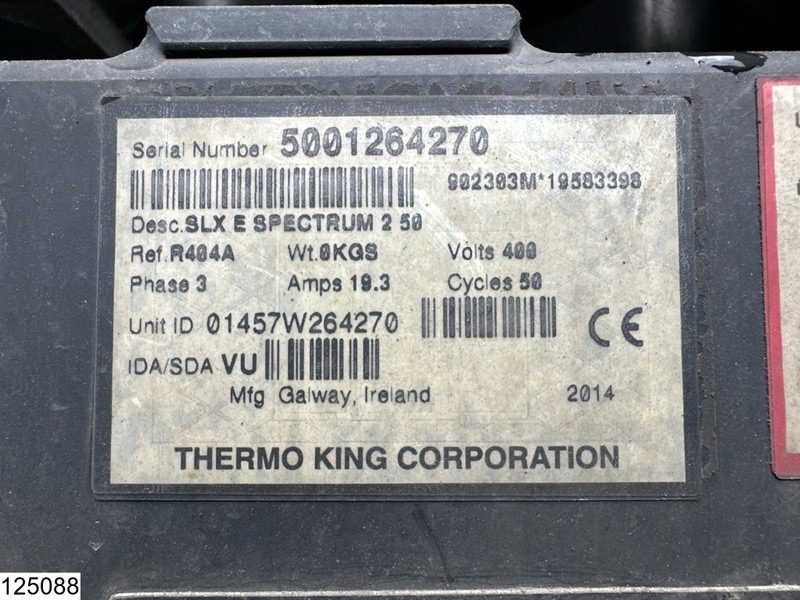 Serial Number 5001264270
902303M*19583398
Desc.SLX E SPECTRUM 2 50
Ref.R404A Wt.0KGS Volts 400
Phase 3 Amps 19.3 Cycles 50
Unit ID 01457W264270
CE
IDA/SDA VU
Mfg Galway, Ireland 2014
THERMO KING CORPORATION
125088